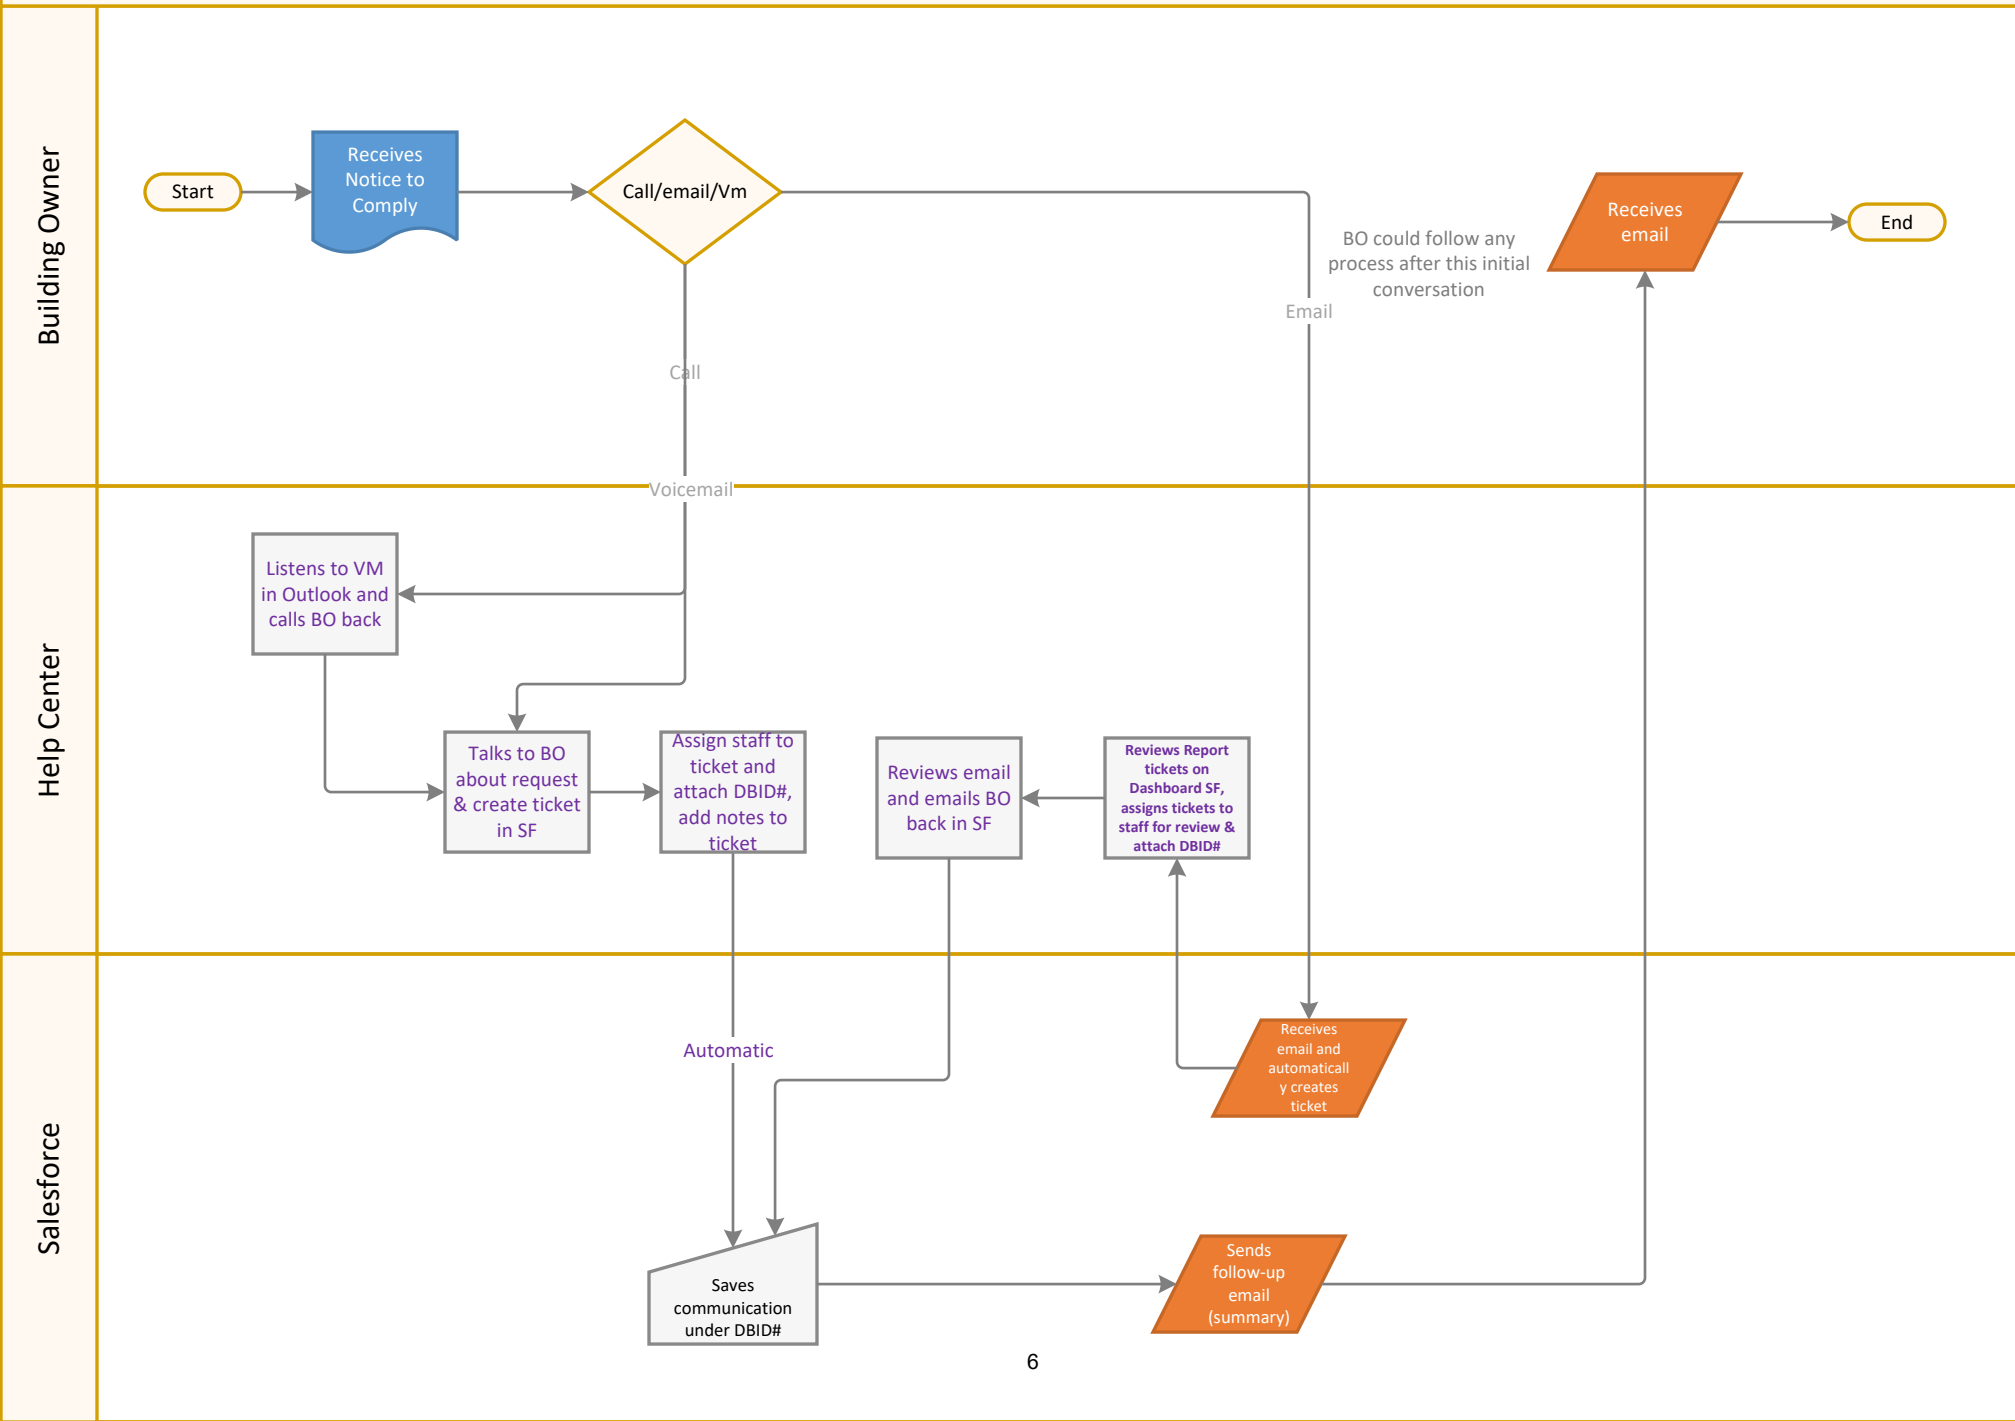 Building Owner
Start
Receives
Notice to
Comply
Call/email/Vm
Call
Voicemail
Email
BO could follow any
process after this initial
conversation
Receives
email
End
Help Center
Listens to VM
in Outlook and
calls BO back
Talks to BO
about request
& create ticket
in SF
Assign staff to
ticket and
attach DBID#,
add notes to
ticket
Reviews email
and emails BO
back in SF
Reviews Report
tickets on
Dashboard SF,
assigns tickets to
staff for review &
attach DBID#
Salesforce
Automatic
Receives
email and
automaticall
y creates
ticket
Saves
communication
under DBID#
Sends
follow-up
email
(summary)
6